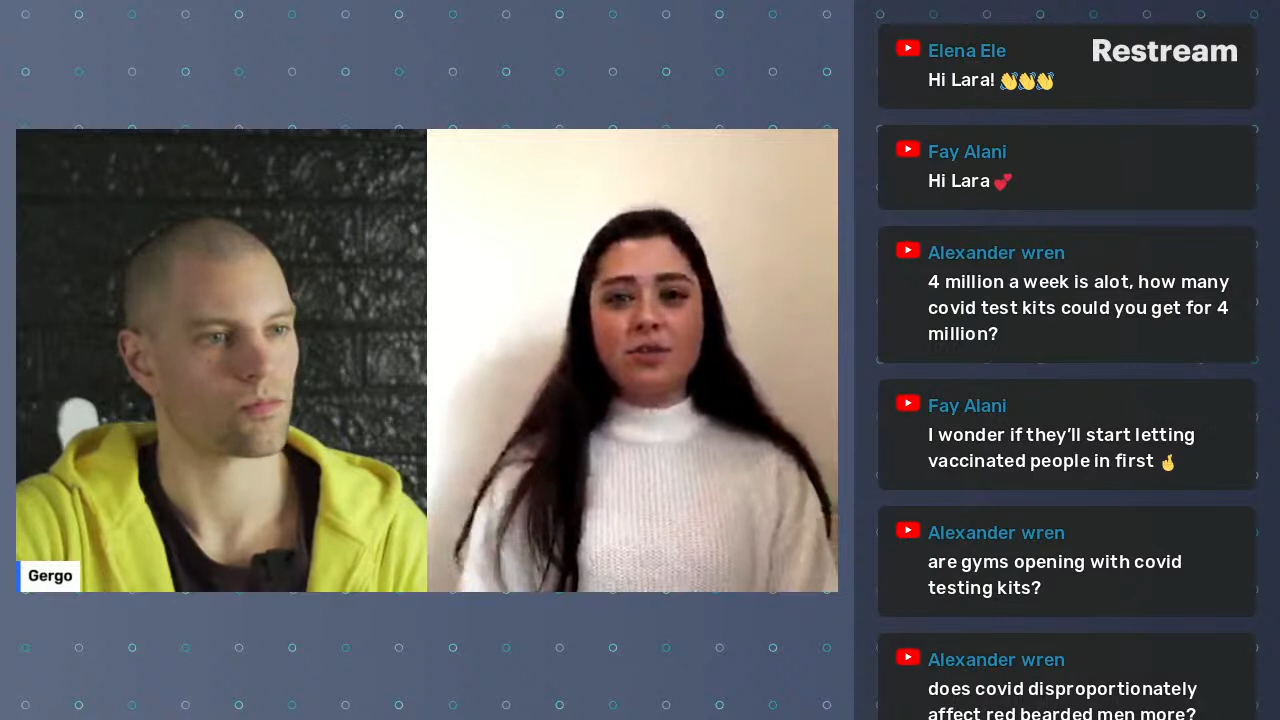 Gergo
Restream
Elena Ele
Hi Lara! 👋👋👋
Fay Alani
Hi Lara 💕
Alexander wren
4 million a week is alot, how many
covid test kits could you get for 4
million?
Fay Alani
I wonder if they’ll start letting
vaccinated people in first 🤞
Alexander wren
are gyms opening with covid
testing kits?
Alexander wren
does covid disproportionately
affect red bearded men more?